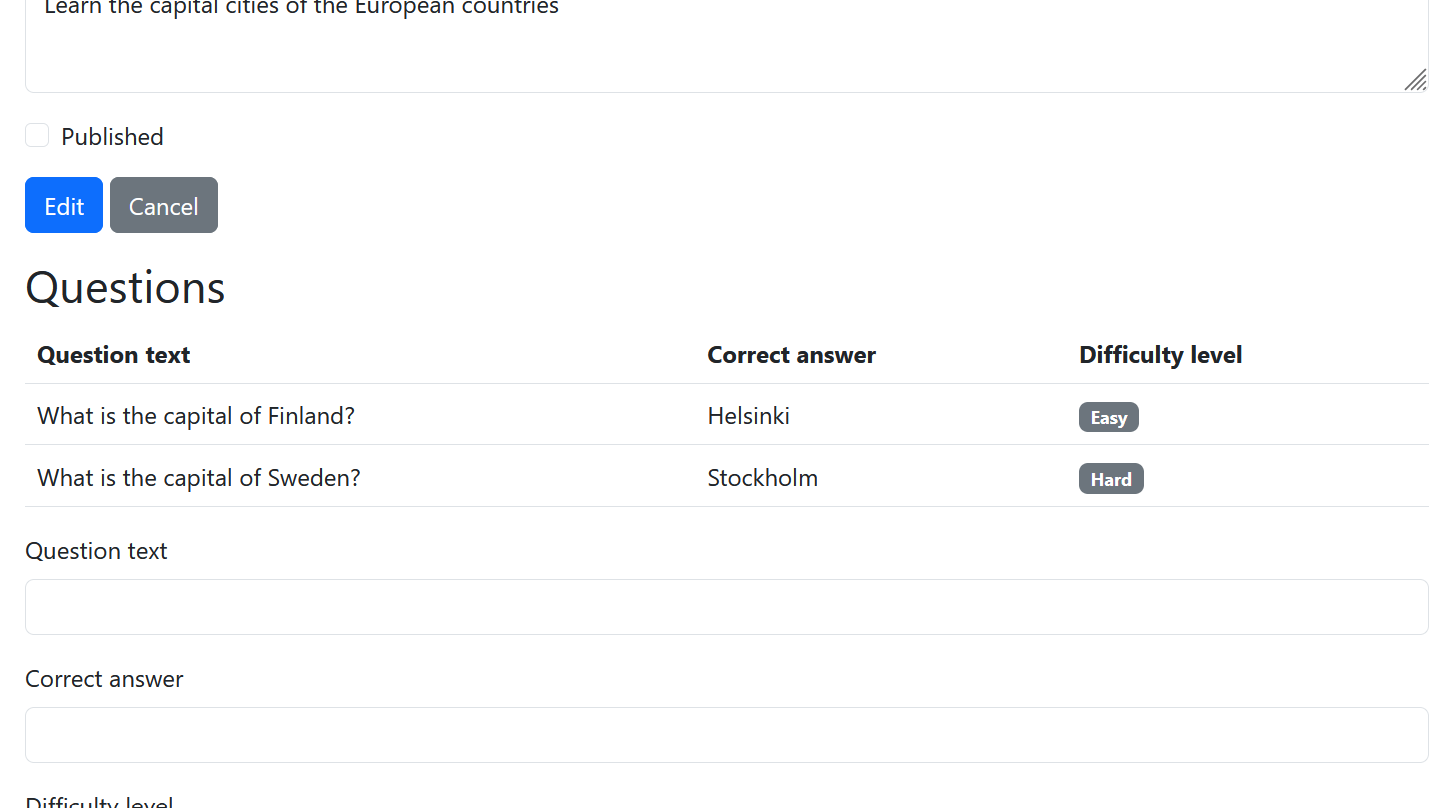 Learn the capital cities of the European countries
Published
Edit Cancel
Questions
Question text Correct answer Difficulty level
What is the capital of Finland? Helsinki Easy
What is the capital of Sweden? Stockholm Hard
Question text
Correct answer
Difficulty level